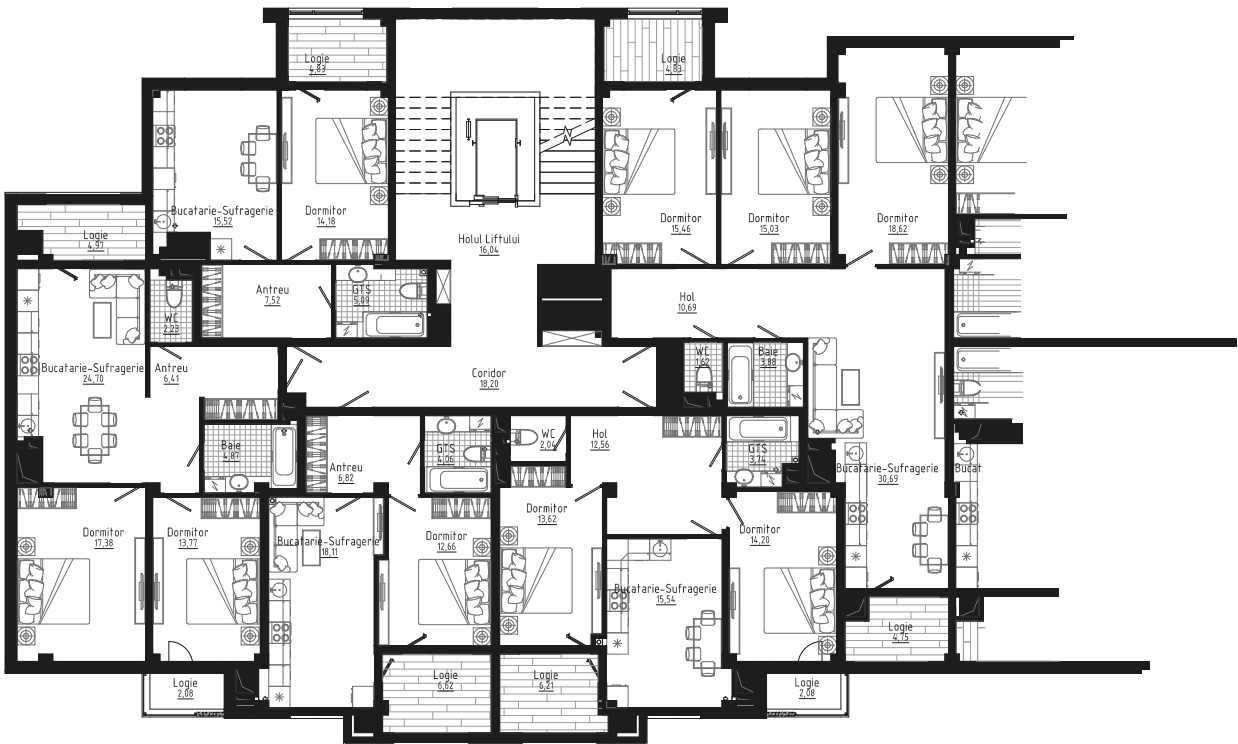 Logie
4,83
Logie
4,83
Bucatarie-Sufragerie
15,52
Dormitor
14,18
Dormitor
15,46
Dormitor
15,03
Dormitor
18,62
Logie
4,97
Holul Liftului
16,04
Antreu
7,52
GTS
5,09
Hol
10,69
WC
2,23
Bucatarie-Sufragerie
24,70
Antreu
6,41
Coridor
18,20
WC
1,62
Baie
3,88
Baie
4,87
Antreu
6,82
GTS
4,06
WC
2,04
Hol
12,56
GTS
3,74
Bucatarie-Sufragerie
30,69
Bucat
Dormitor
17,38
Dormitor
13,77
Bucatarie-Sufragerie
18,11
Dormitor
12,66
Dormitor
13,62
Dormitor
14,20
Bucatarie-Sufragerie
15,54
Logie
4,75
Logie
2,08
Logie
6,62
Logie
6,21
Logie
2,08